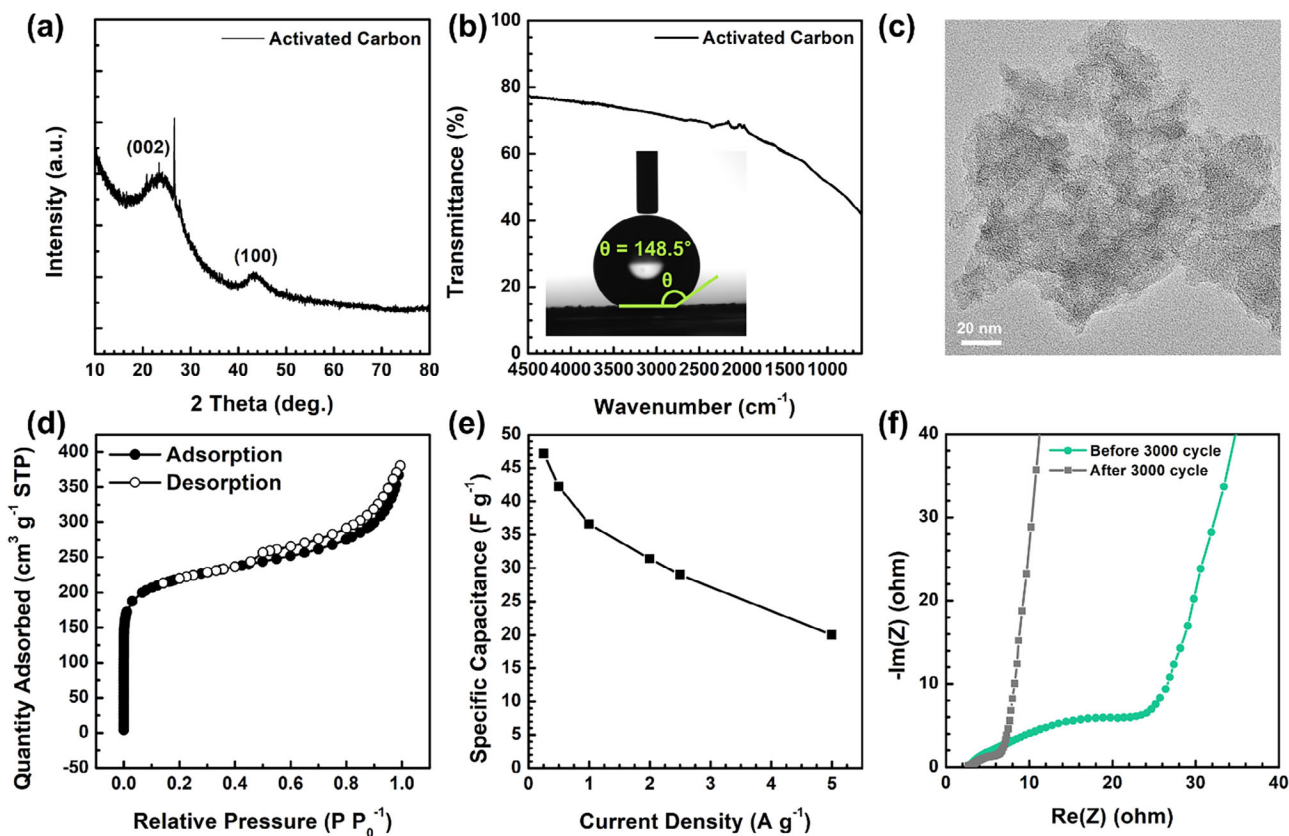 (a)
Activated Carbon
(002)
(100)
Intensity (a.u.)
10 20 30 40 50 60 70 80
2 Theta (deg.)
(b)
Activated Carbon
100
80
60
40
20
0
Transmittance (%)
θ = 148.5°
θ
4500 4000 3500 3000 2500 2000 1500 1000
Wavenumber (cm⁻¹)
(c)
20 nm
(d)
Adsorption
Desorption
400
350
300
250
200
150
100
50
0
-50
Quantity Adsorbed (cm³ g⁻¹ STP)
0.0 0.2 0.4 0.6 0.8 1.0
Relative Pressure (P P₀⁻¹)
(e)
50
45
40
35
30
25
20
15
10
5
0
Specific Capacitance (F g⁻¹)
0 1 2 3 4 5
Current Density (A g⁻¹)
(f)
Before 3000 cycle
After 3000 cycle
40
30
20
10
0
-Im(Z) (ohm)
0 10 20 30 40
Re(Z) (ohm)